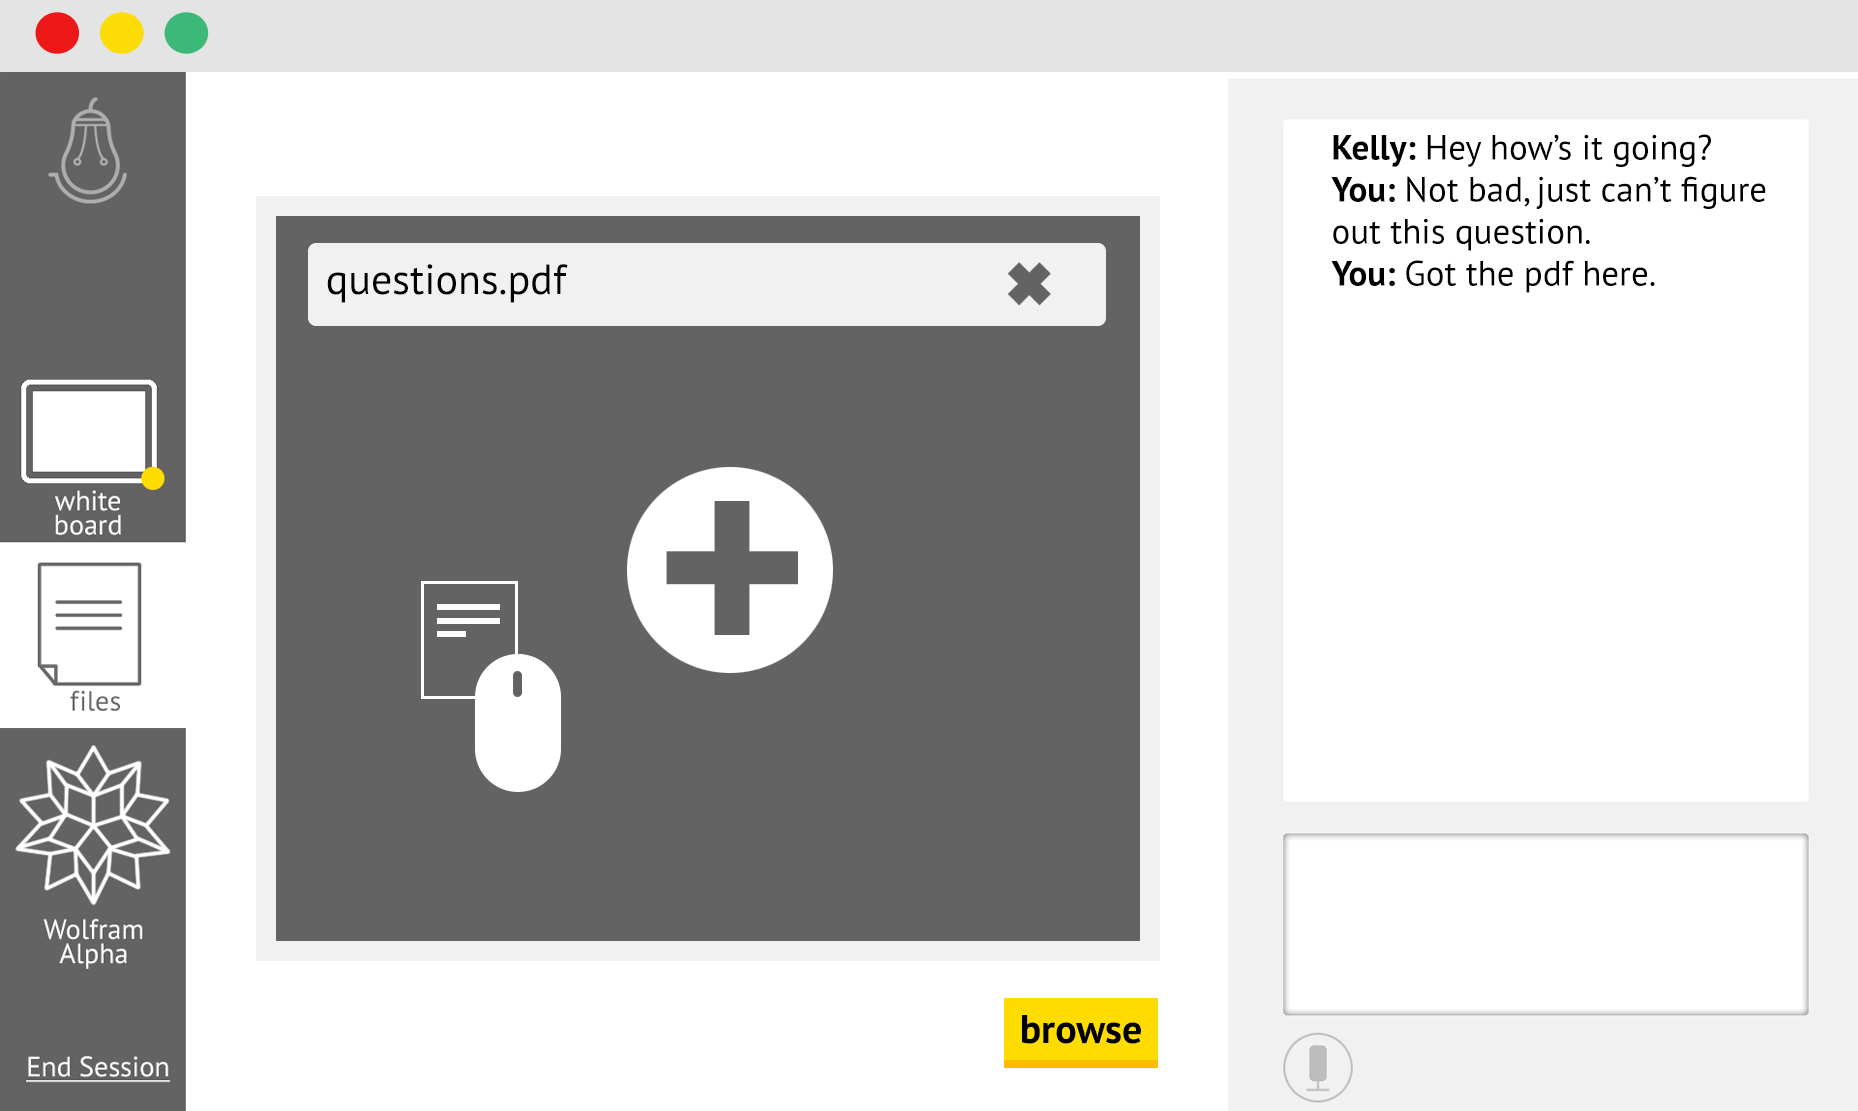 white
board
files
Wolfram
Alpha
End Session
questions.pdf
browse
Kelly: Hey how’s it going?
You: Not bad, just can’t figure
out this question.
You: Got the pdf here.